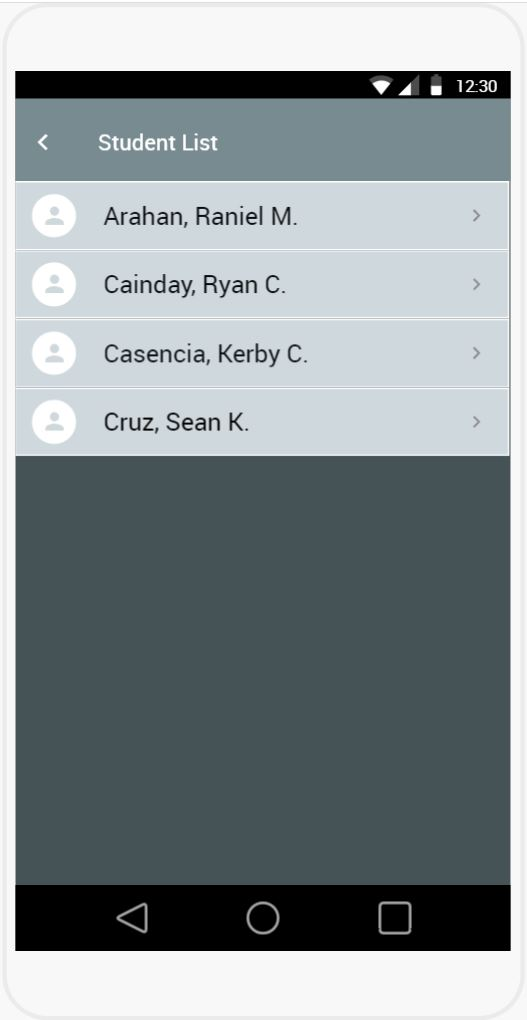 12:30
Student List
Arahan, Raniel M.
Cainday, Ryan C.
Casencia, Kerby C.
Cruz, Sean K.